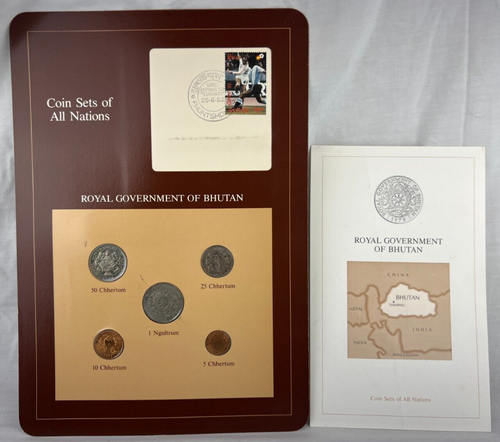 Coin Sets of
All Nations
ROYAL GOVERNMENT OF BHUTAN
50 Chhertum
25 Chhertum
1 Ngultrum
10 Chhertum
5 Chhertum
ROYAL GOVERNMENT
OF BHUTAN
CHINA
BHUTAN
NEPAL
INDIA
Coin Sets of All Nations